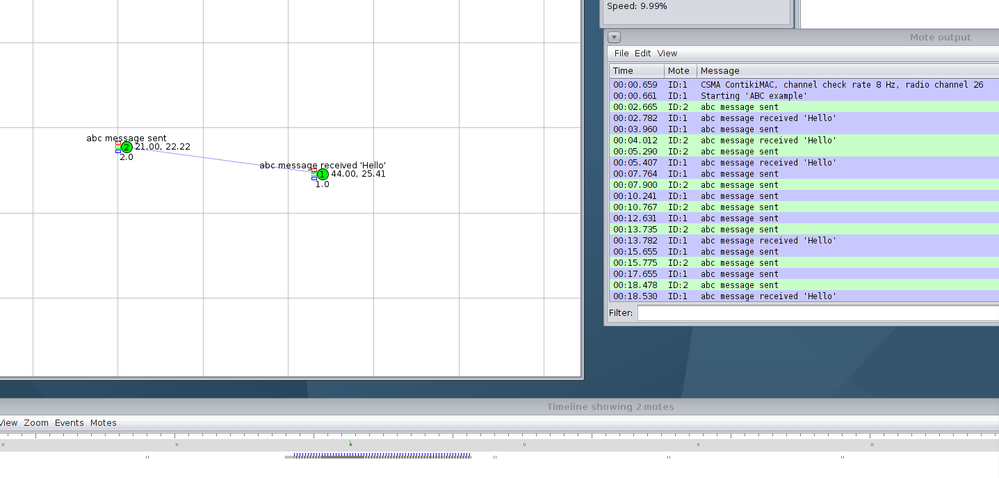 Speed: 9.99%
Mote output
File Edit View
Time Mote Message
00:00.659 ID:1 CSMA ContikiMAC, channel check rate 8 Hz, radio channel 26
00:00.661 ID:1 Starting 'ABC example'
00:02.665 ID:2 abc message sent
00:02.782 ID:1 abc message received 'Hello'
00:03.960 ID:1 abc message sent
00:04.012 ID:2 abc message received 'Hello'
00:05.290 ID:2 abc message sent
00:05.407 ID:1 abc message received 'Hello'
00:07.764 ID:1 abc message sent
00:07.900 ID:2 abc message sent
00:10.241 ID:1 abc message sent
00:10.767 ID:2 abc message sent
00:12.631 ID:1 abc message sent
00:13.735 ID:2 abc message sent
00:13.782 ID:1 abc message received 'Hello'
00:15.655 ID:1 abc message sent
00:15.775 ID:2 abc message sent
00:17.655 ID:1 abc message sent
00:18.478 ID:2 abc message sent
00:18.530 ID:1 abc message received 'Hello'
Filter:
abc message sent
2 21.00, 22.22
2.0
abc message received 'Hello'
1 44.00, 25.41
1.0
Timeline showing 2 motes
View Zoom Events Motes